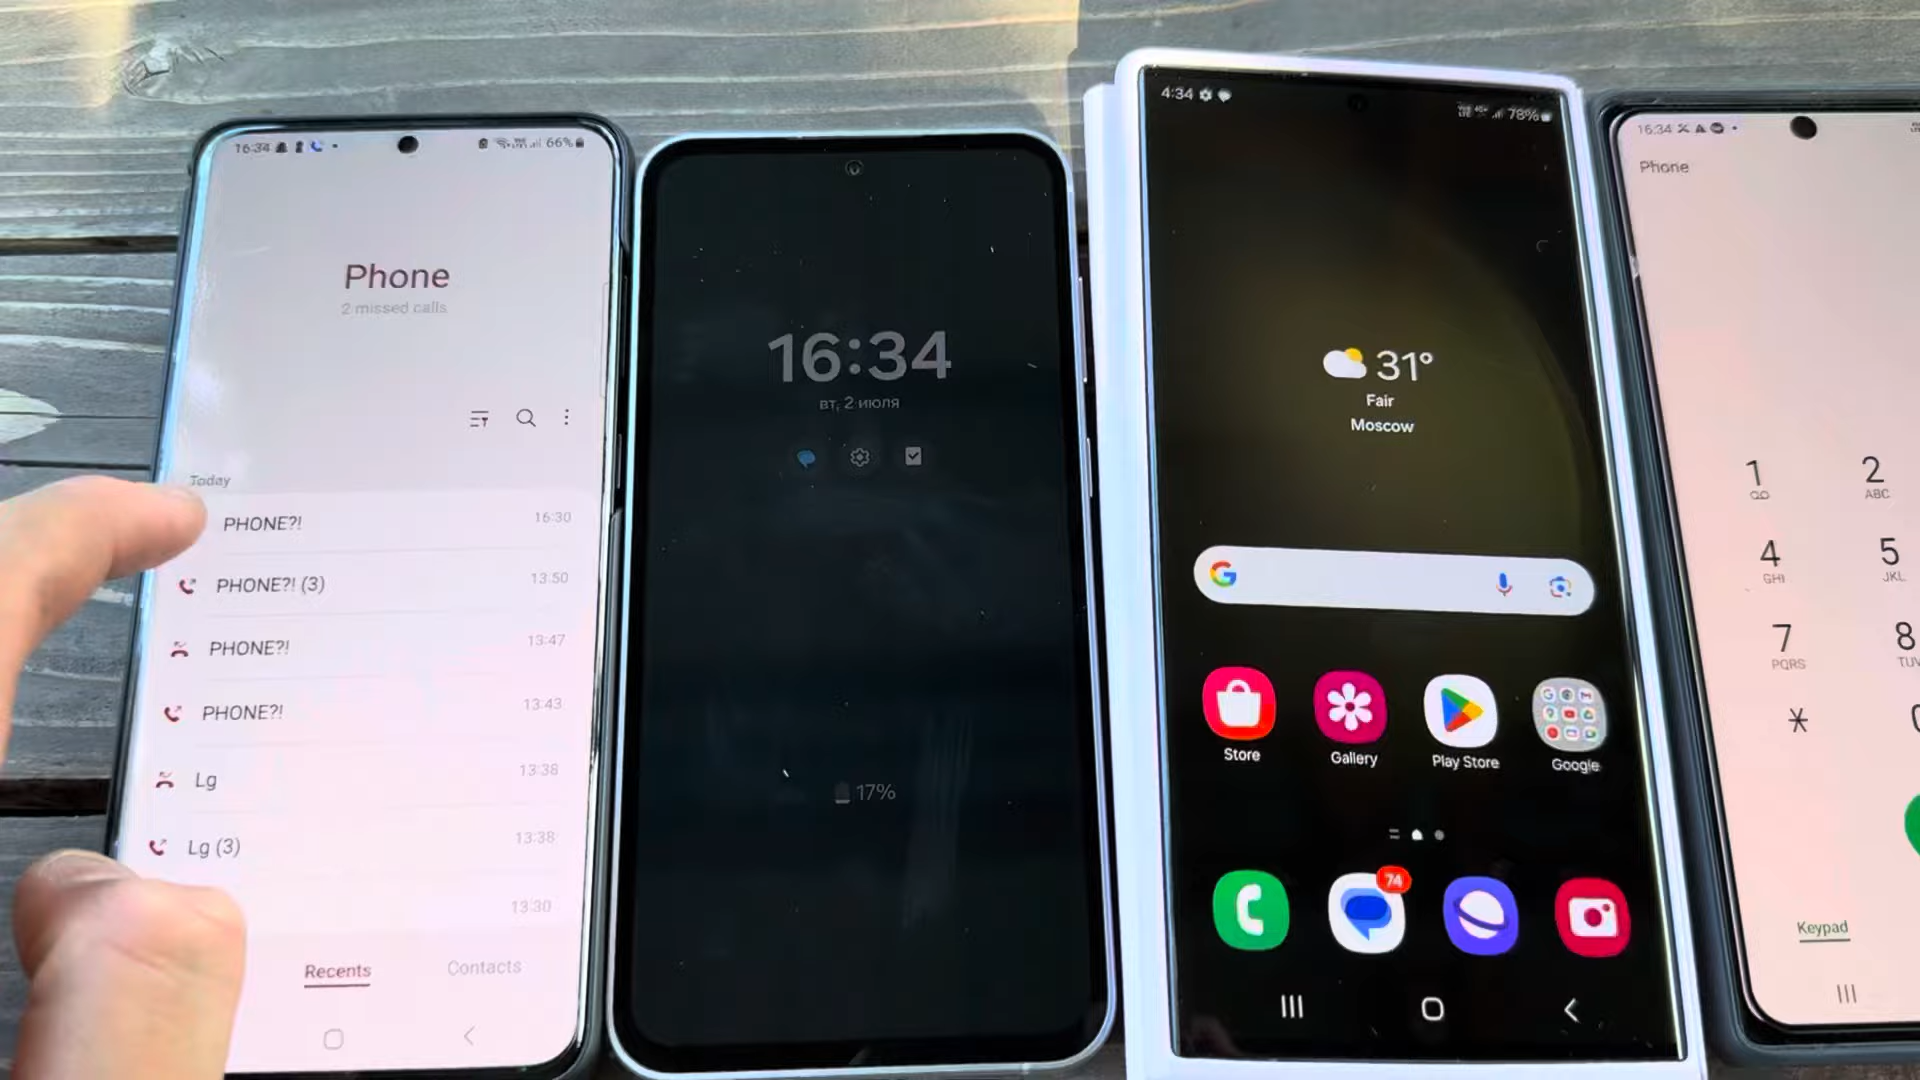 16:34
66%
Phone
2 missed calls
Today
PHONE?! 16:30
PHONE?! (3) 13:50
PHONE?! 13:47
PHONE?! 13:43
Lg 13:38
Lg (3) 13:38
13:30
Recents Contacts
16:34
вт, 2 июля
17%
4:34
78%
31°
Fair
Moscow
Store Gallery Play Store Google
74
16:34
Phone
1 2
ABC
4 5
GHI JKL
7 8
PQRS TUV
*
Keypad